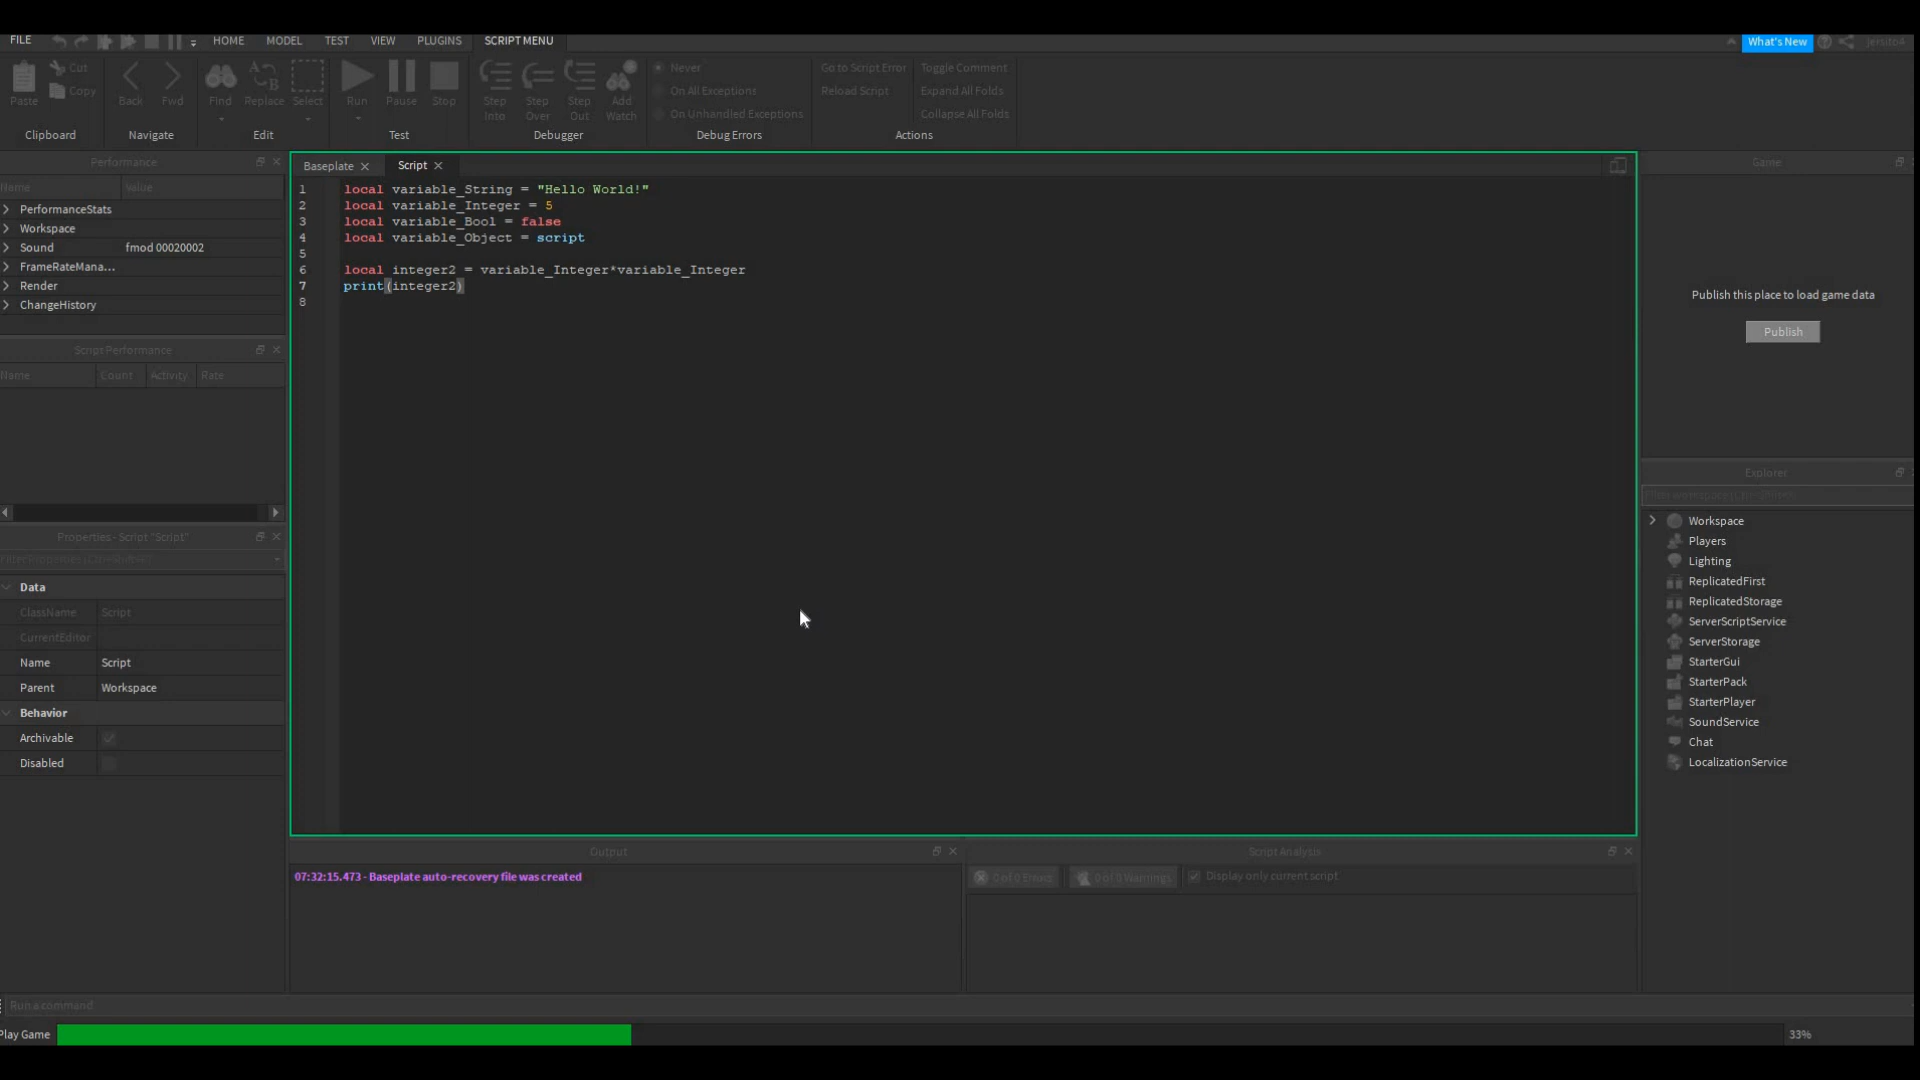 FILE HOME MODEL TEST VIEW PLUGINS SCRIPT MENU What's New jersito4
Paste Cut Copy Back Fwd Find Replace Select Run Pause Stop Step Into Step Over Step Out Add Watch Never On All Exceptions On Unhandled Exceptions Go to Script Error Reload Script Toggle Comment Expand All Folds Collapse All Folds
Clipboard Navigate Edit Test Debugger Debug Errors Actions
Performance
Name Value
PerformanceStats
Workspace
Sound fmod 00020002
FrameRateMana...
Render
ChangeHistory
Script Performance
Name Count Activity Rate
Properties - Script "Script"
Data
ClassName Script
CurrentEditor
Name Script
Parent Workspace
Behavior
Archivable
Disabled
Baseplate Script
1 local variable_String = "Hello World!"
2 local variable_Integer = 5
3 local variable_Bool = false
4 local variable_Object = script
5
6 local integer2 = variable_Integer*variable_Integer
7 print(integer2)
8
Output
07:32:15.473 - Baseplate auto-recovery file was created
Script Analysis
Display only current script
Game
Publish this place to load game data
Publish
Explorer
Workspace
Players
Lighting
ReplicatedFirst
ReplicatedStorage
ServerScriptService
ServerStorage
StarterGui
StarterPack
StarterPlayer
SoundService
Chat
LocalizationService
Run a command
Play Game 33%